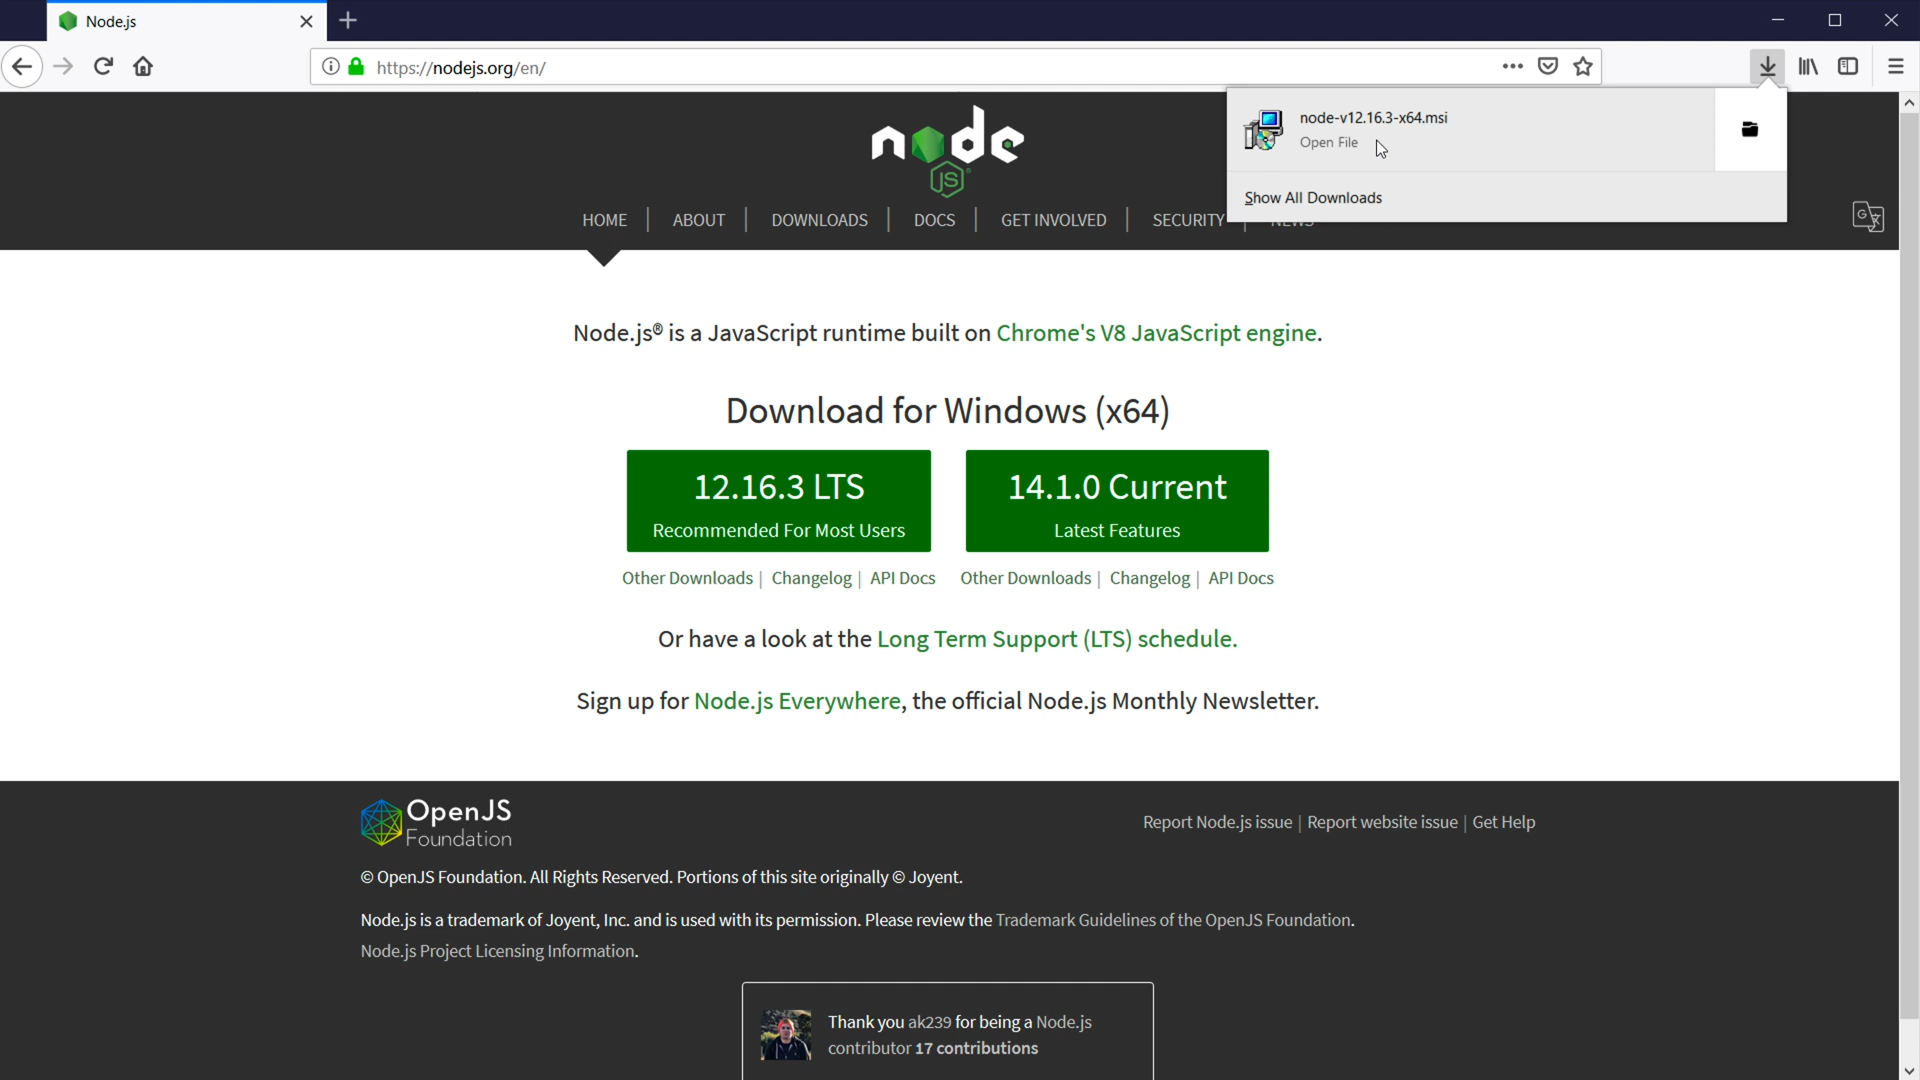 Node.js
https://nodejs.org/en/
node-v12.16.3-x64.msi
Open File
Show All Downloads
node
JS
HOME | ABOUT | DOWNLOADS | DOCS | GET INVOLVED | SECURITY | NEWS
Node.js® is a JavaScript runtime built on Chrome's V8 JavaScript engine.
Download for Windows (x64)
12.16.3 LTS
Recommended For Most Users
14.1.0 Current
Latest Features
Other Downloads | Changelog | API Docs
Other Downloads | Changelog | API Docs
Or have a look at the Long Term Support (LTS) schedule.
Sign up for Node.js Everywhere, the official Node.js Monthly Newsletter.
OpenJS
Foundation
Report Node.js issue | Report website issue | Get Help
© OpenJS Foundation. All Rights Reserved. Portions of this site originally © Joyent.
Node.js is a trademark of Joyent, Inc. and is used with its permission. Please review the Trademark Guidelines of the OpenJS Foundation.
Node.js Project Licensing Information.
Thank you ak239 for being a Node.js
contributor 17 contributions